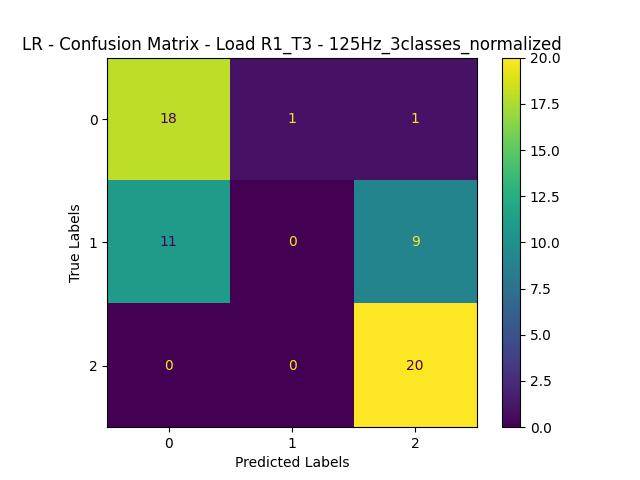 LR - Confusion Matrix - Load R1_T3 - 125Hz_3classes_normalized
True Labels
0 18 1 1
1 11 0 9
2 0 0 20
0 1 2
Predicted Labels
20.0
17.5
15.0
12.5
10.0
7.5
5.0
2.5
0.0